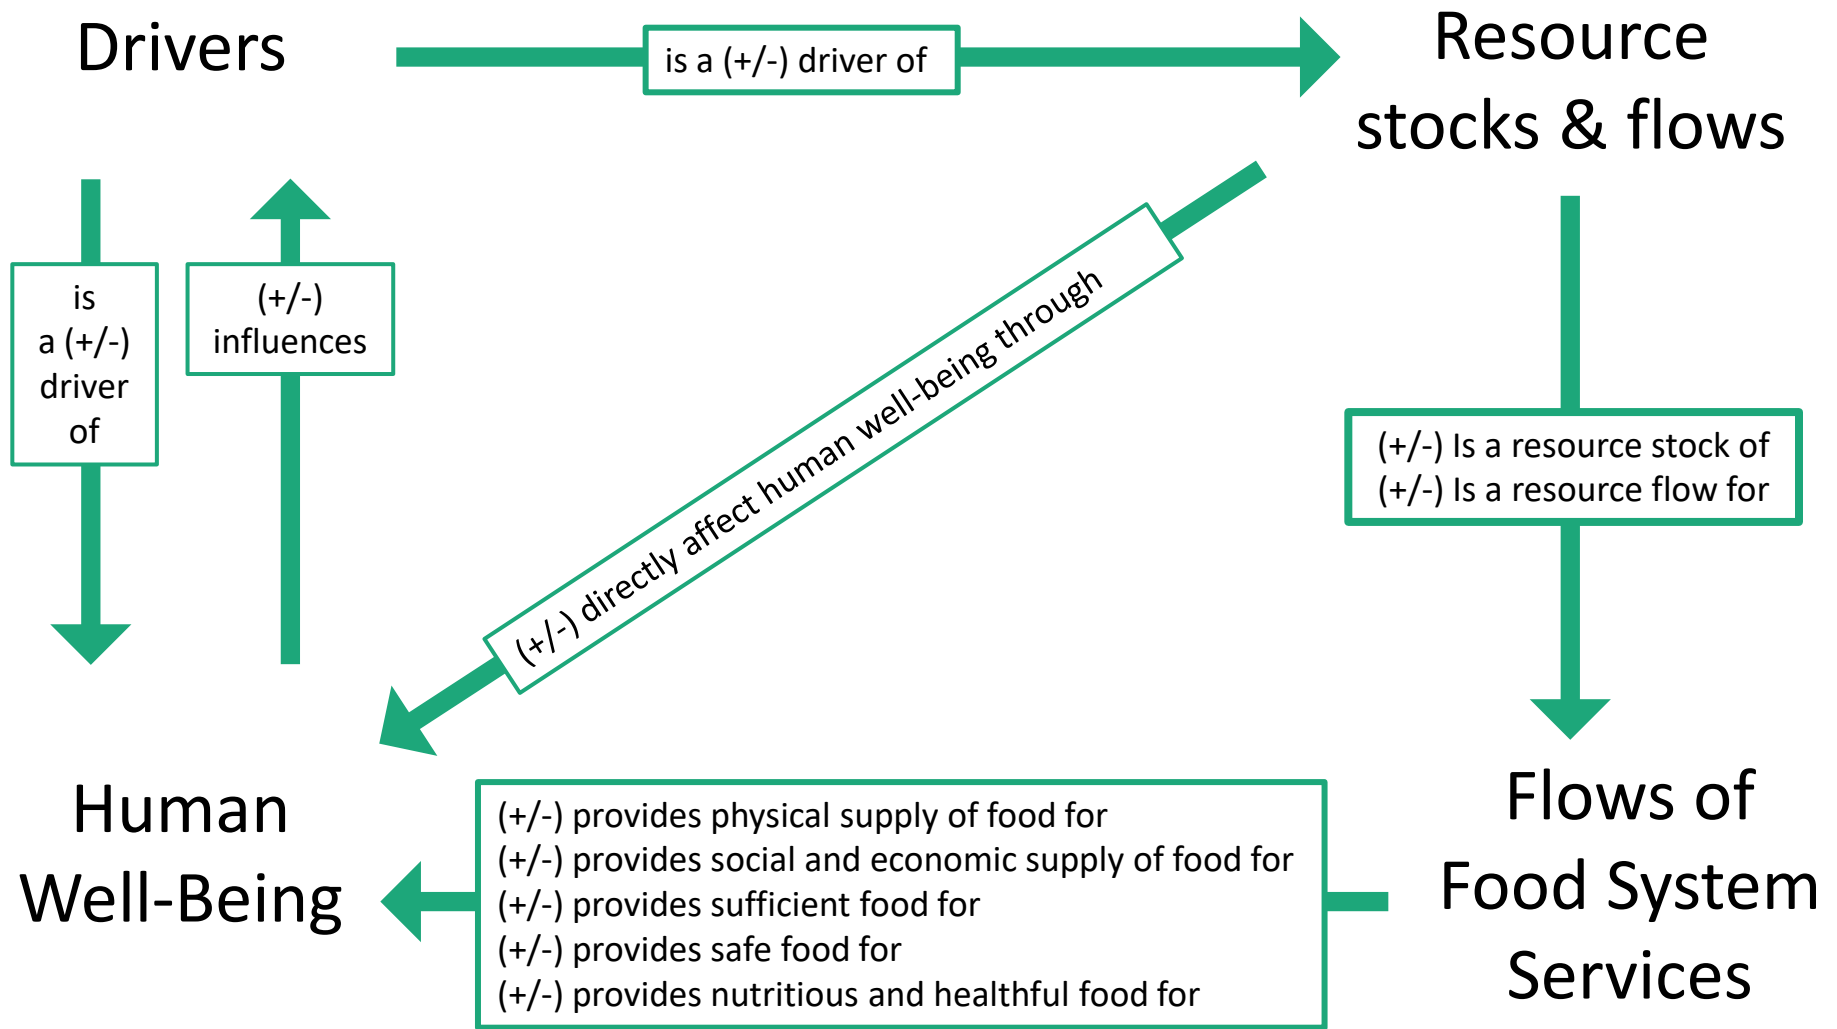 Drivers
is a (+/-) driver of
Resource
stocks & flows
is
a (+/-)
driver
of
(+/-)
influences
(+/-) directly affect human well-being through
(+/-) Is a resource stock of
(+/-) Is a resource flow for
Human
Well-Being
(+/-) provides physical supply of food for
(+/-) provides social and economic supply of food for
(+/-) provides sufficient food for
(+/-) provides safe food for
(+/-) provides nutritious and healthful food for
Flows of
Food System
Services